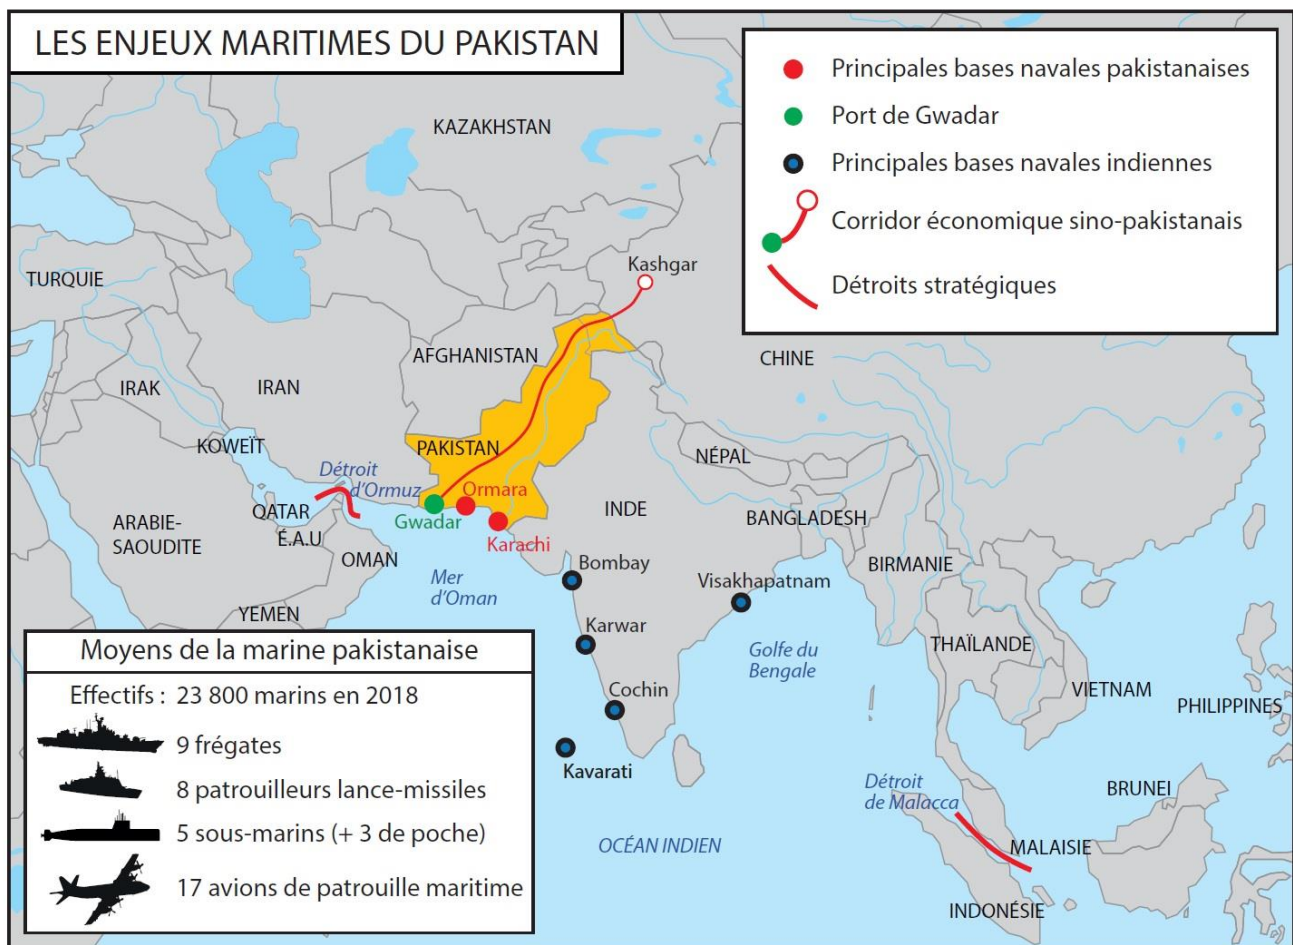 LES ENJEUX MARITIMES DU PAKISTAN
Principales bases navales pakistanaises
Port de Gwadar
Principales bases navales indiennes
Corridor économique sino-pakistanais
Détroits stratégiques
KAZAKHSTAN
Kashgar
TURQUIE
AFGHANISTAN
CHINE
IRAK
IRAN
KOWEÏT
PAKISTAN
NÉPAL
Détroit
d'Ormuz
Ormara
QATAR
Gwadar
INDE
BANGLADESH
ARABIE-
SAOUDITE
É.A.U
Karachi
OMAN
BIRMANIE
Mer
d'Oman
Bombay
Visakhapatnam
YEMEN
Karwar
Golfe du
Bengale
THAÏLANDE
VIETNAM
PHILIPPINES
Cochin
Kavarati
Détroit
de Malacca
BRUNEI
OCÉAN INDIEN
MALAISIE
INDONÉSIE
Moyens de la marine pakistanaise
Effectifs : 23 800 marins en 2018
9 frégates
8 patrouilleurs lance-missiles
5 sous-marins (+ 3 de poche)
17 avions de patrouille maritime